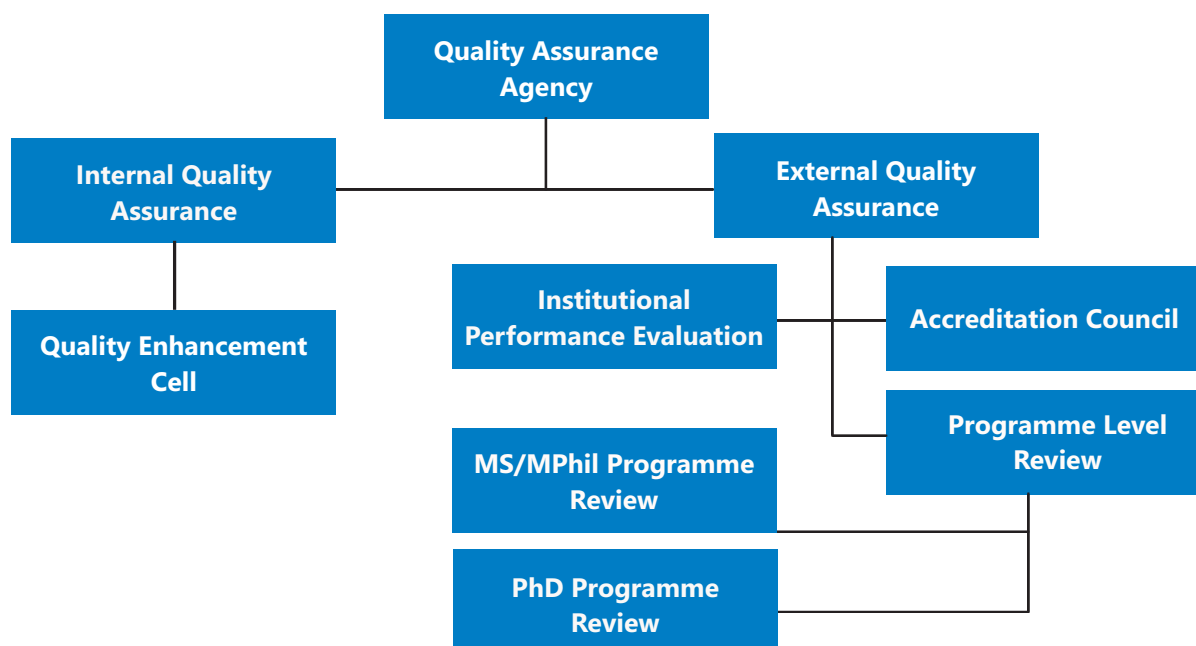 Quality Assurance
Agency
Internal Quality
Assurance
External Quality
Assurance
Institutional
Performance Evaluation
Accreditation Council
Quality Enhancement
Cell
Programme Level
Review
MS/MPhil Programme
Review
PhD Programme
Review